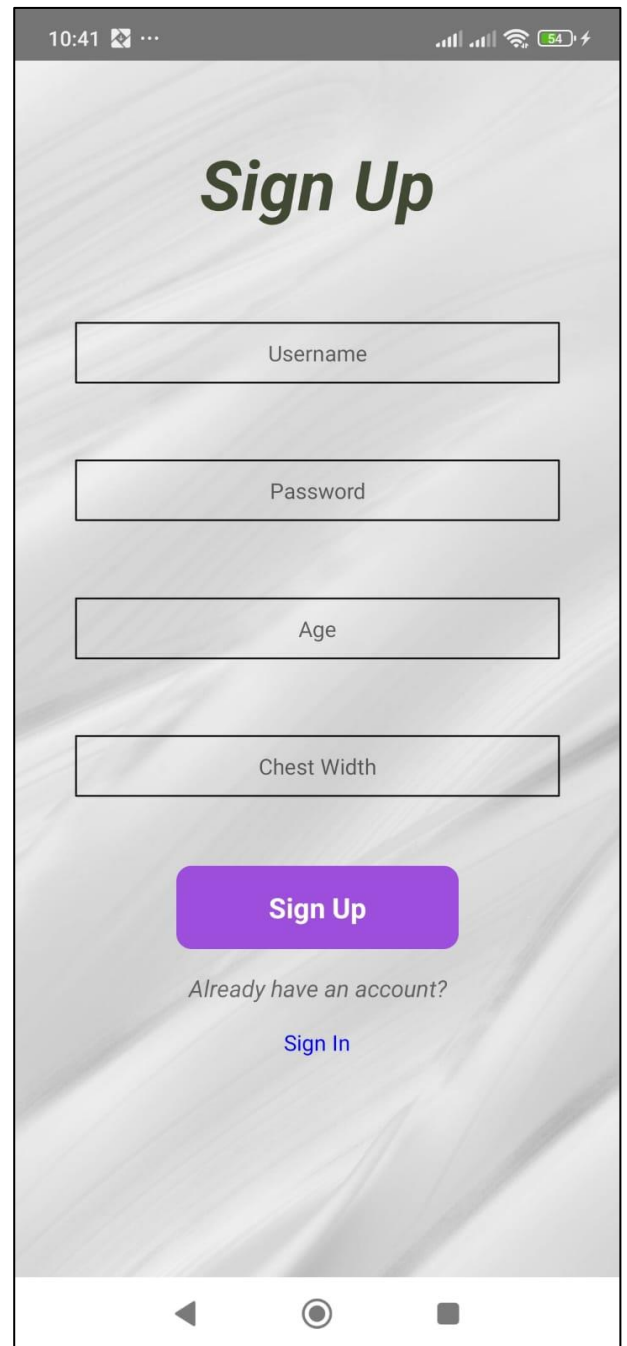 10:41 ...
54
Sign Up
Username
Password
Age
Chest Width
Sign Up
Already have an account?
Sign In